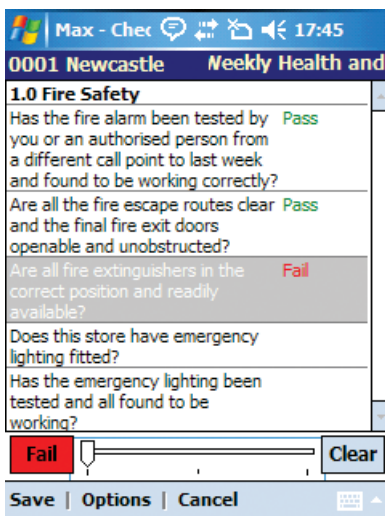 Max - Chec 17:45
0001 Newcastle Weekly Health and
1.0 Fire Safety
Has the fire alarm been tested by Pass
you or an authorised person from
a different call point to last week
and found to be working correctly?
Are all the fire escape routes clear Pass
and the final fire exit doors
openable and unobstructed?
Are all fire extinguishers in the Fail
correct position and readily
available?
Does this store have emergency
lighting fitted?
Has the emergency lighting been
tested and all found to be
working?
Fail Clear
Save | Options | Cancel